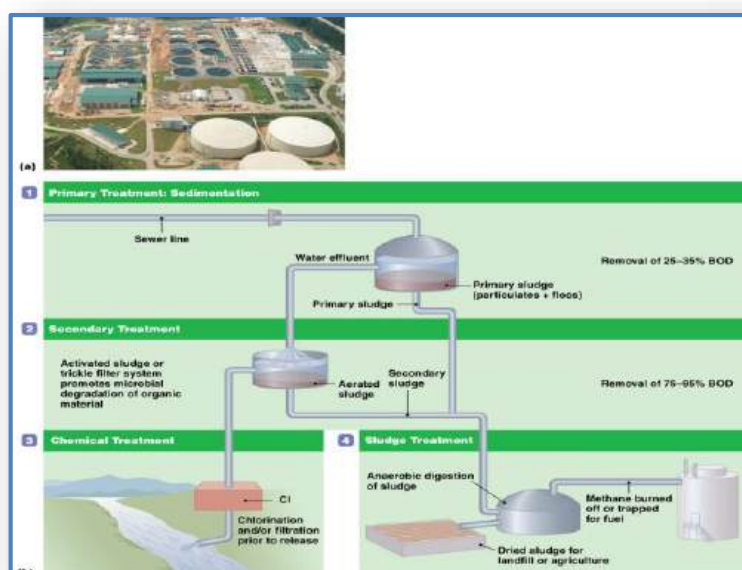 (a)
1 Primary Treatment: Sedimentation
Sewer line
Water effluent
Removal of 25–35% BOD
Primary sludge
(particulates + flocs)
Primary sludge
2 Secondary Treatment
Activated sludge or
trickle filter system
promotes microbial
degradation of organic
material
Aerated
sludge
Secondary
sludge
Removal of 75–95% BOD
3 Chemical Treatment
Cl
Chlorination
and/or filtration
prior to release
4 Sludge Treatment
Anaerobic digestion
of sludge
Methane burned
off or trapped
for fuel
Dried sludge for
landfill or agriculture